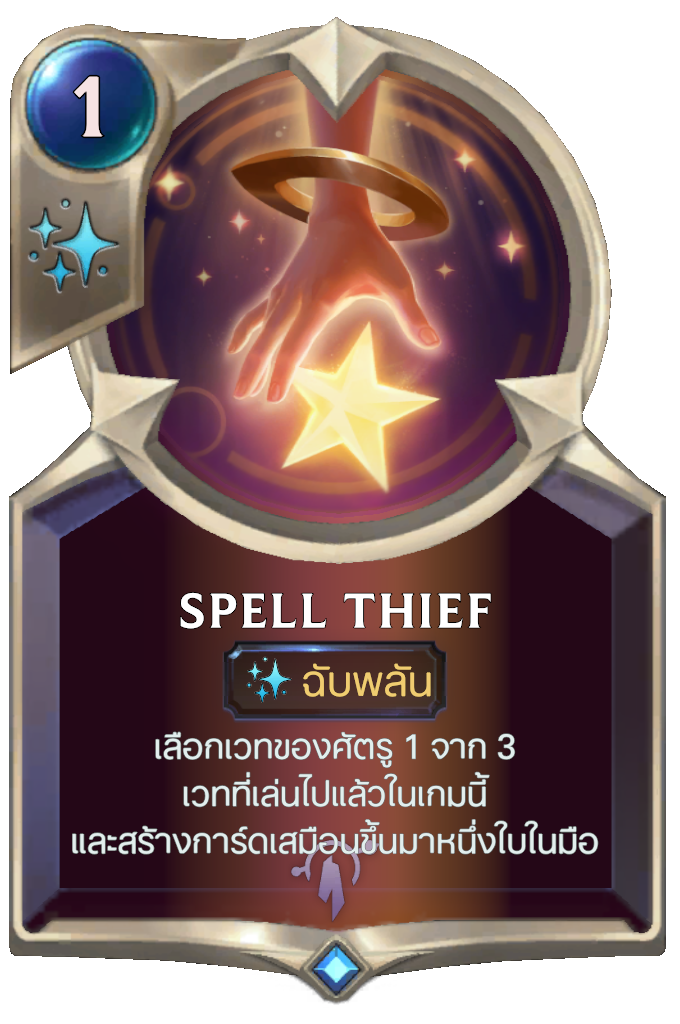 1
SPELL THIEF
ฉับพลัน
เลือกเวทของศัตรู 1 จาก 3
เวทที่เล่นไปแล้วในเกมนี้
และสร้างการ์ดเสมือนขึ้นมาหนึ่งใบในมือ